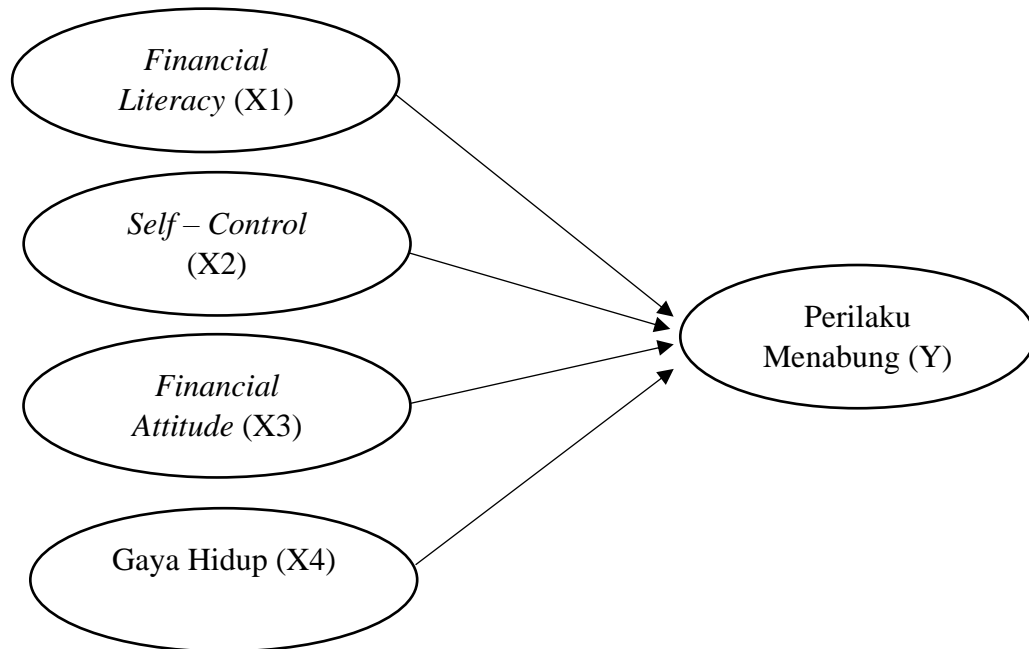 Financial
Literacy (X1)
Self – Control
(X2)
Financial
Attitude (X3)
Gaya Hidup (X4)
Perilaku
Menabung (Y)